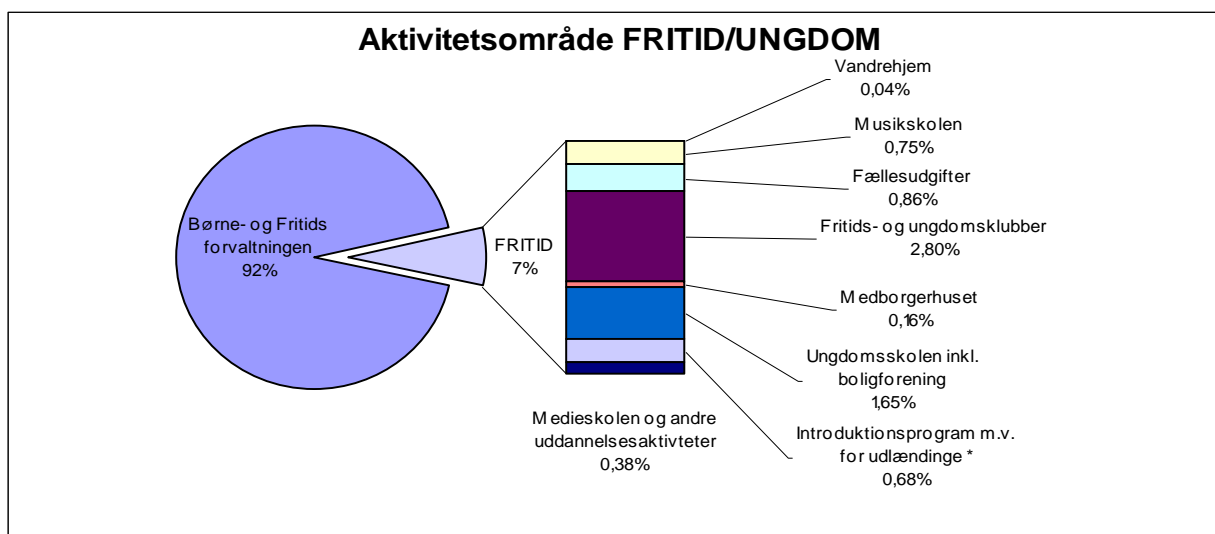 Aktivitetsområde FRITID/UNGDOM
Vandrehjem
0,04%
Musikskolen
0,75%
Fællesudgifter
0,86%
Fritids- og ungdomsklubber
2,80%
Børne- og Fritids
forvaltningen
92%
FRITID
7%
Medborgerhuset
0,16%
Ungdomsskolen inkl.
boligforening
1,65%
Medieskolen og andre
uddannelsesaktivteter
0,38%
Introduktionsprogram m.v.
for udlændinge *
0,68%